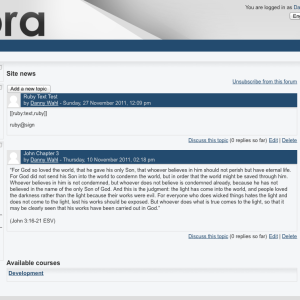 ora
You are logged in as Da
En
Site news
Unsubscribe from this forum
Add a new topic
Ruby Text Test
by Danny Wahl - Sunday, 27 November 2011, 12:09 pm
[[ruby:test,ruby]]
ruby@sign
Discuss this topic (0 replies so far) Edit | Delete
John Chapter 3
by Danny Wahl - Thursday, 10 November 2011, 02:18 pm
"For God so loved the world, that he gave his only Son, that whoever believes in him should not perish but have eternal life.
For God did not send his Son into the world to condemn the world, but in order that the world might be saved through him.
Whoever believes in him is not condemned, but whoever does not believe is condemned already, because he has not
believed in the name of the only Son of God. And this is the judgment: the light has come into the world, and people loved
the darkness rather than the light because their works were evil. For everyone who does wicked things hates the light and
does not come to the light, lest his works should be exposed. But whoever does what is true comes to the light, so that it
may be clearly seen that his works have been carried out in God."
(John 3:16-21 ESV)
Discuss this topic (0 replies so far) Edit | Delete
Available courses
Development